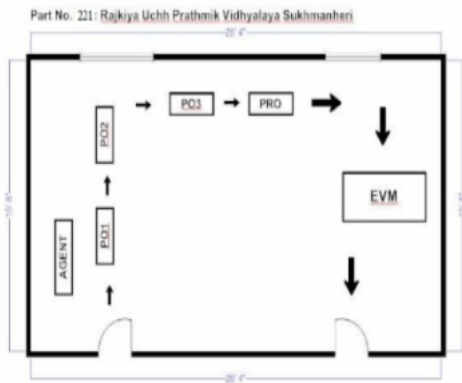 Part No. 221: Rajkiya Uchh Prathmik Vidhyalaya Sukhmanheri
PO3
PRO
PO2
EVM
PO1
AGENT